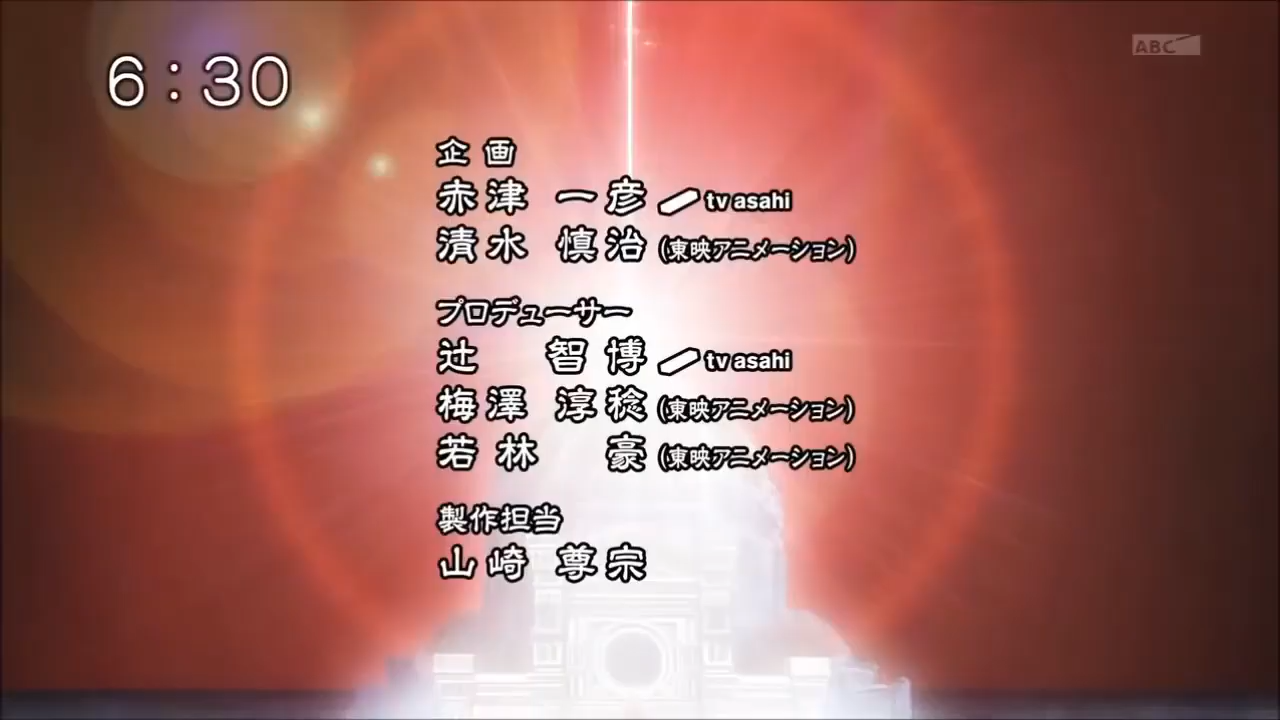 6:30
ABC
企画
赤津 一彦 tv asahi
清水 慎治 (東映アニメーション)
プロデューサー
辻 智博 tv asahi
梅澤 淳稔 (東映アニメーション)
若林 豪 (東映アニメーション)
製作担当
山崎 尊宗